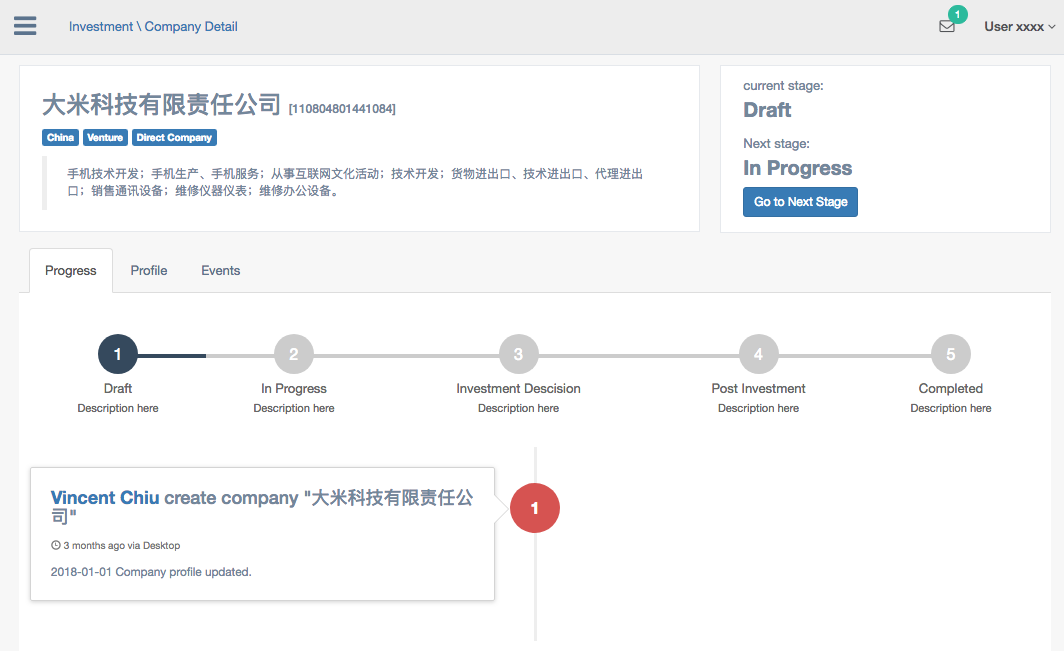 Investment \ Company Detail
1
User xxxx
大米科技有限责任公司 [110804801441084]
China Venture Direct Company
手机技术开发；手机生产、手机服务；从事互联网文化活动；技术开发；货物进出口、技术进出口、代理进出
口；销售通讯设备；维修仪器仪表；维修办公设备。
current stage:
Draft
Next stage:
In Progress
Go to Next Stage
Progress Profile Events
1 2 3 4 5
Draft In Progress Investment Descision Post Investment Completed
Description here Description here Description here Description here Description here
Vincent Chiu create company "大米科技有限责任公
司"
3 months ago via Desktop
2018-01-01 Company profile updated.
1